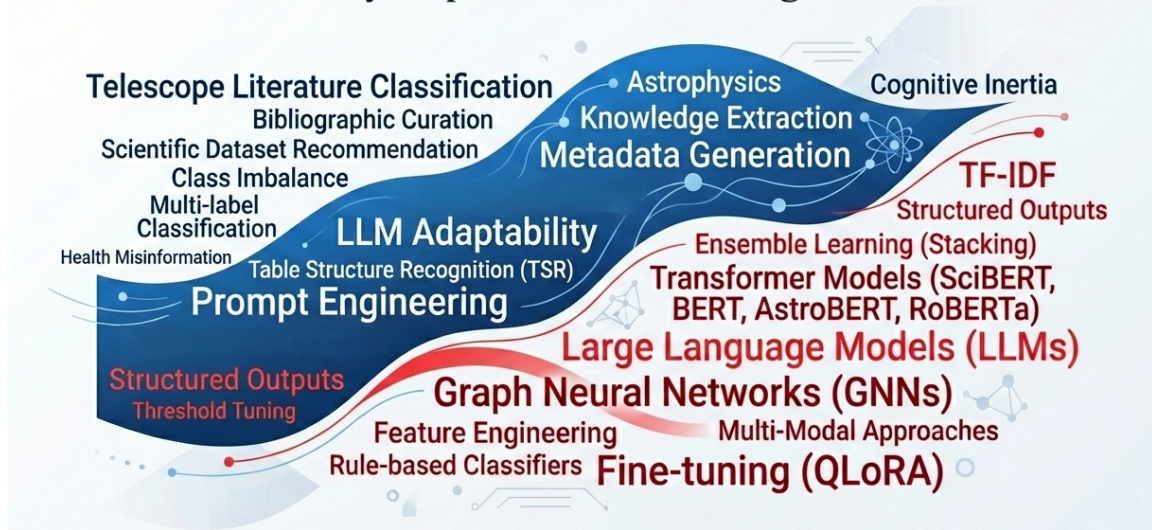 Telescope Literature Classification
Bibliographic Curation
Scientific Dataset Recommendation
Class Imbalance
Multi-label
Classification
Health Misinformation
Astrophysics
Knowledge Extraction
Metadata Generation
Cognitive Inertia
LLM Adaptability
Table Structure Recognition (TSR)
Prompt Engineering
TF-IDF
Structured Outputs
Ensemble Learning (Stacking)
Transformer Models (SciBERT,
BERT, AstroBERT, RoBERTa)
Large Language Models (LLMs)
Structured Outputs
Threshold Tuning
Graph Neural Networks (GNNs)
Feature Engineering
Multi-Modal Approaches
Rule-based Classifiers
Fine-tuning (QLoRA)